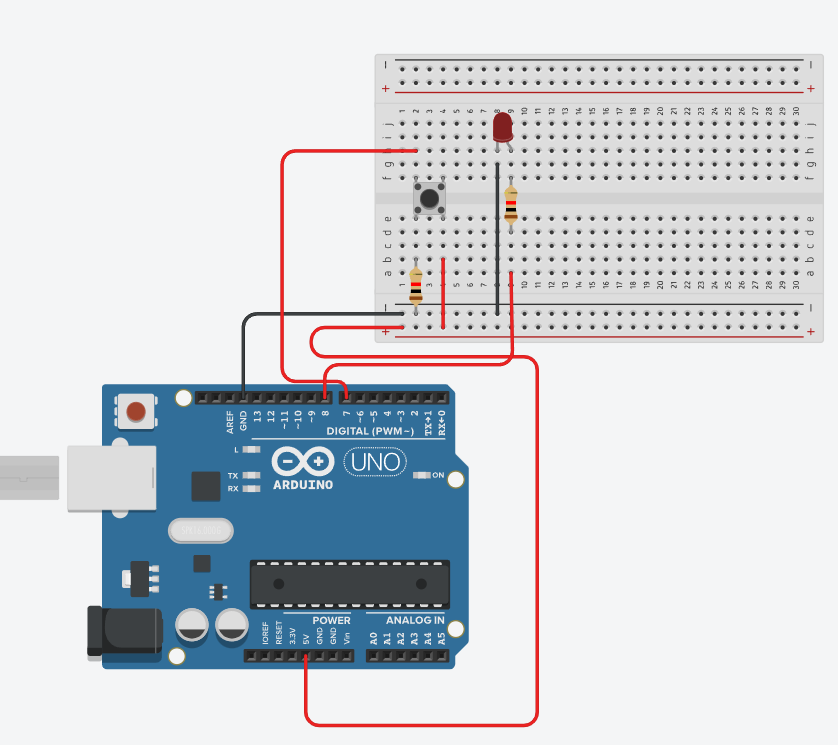 − −
+ +
1 2 3 4 5 6 7 8 9 10 11 12 13 14 15 16 17 18 19 20 21 22 23 24 25 26 27 28 29 30
j j
i i
h h
g g
f f
e e
d d
c c
b b
a a
1 3 4 5 6 7 8 9 10 11 12 13 14 15 16 17 18 19 20 21 22 23 24 25 26 27 28 29 30
− −
+ +
AREF GND 13 12 ~11 ~10 ~9 8 7 ~6 ~5 4 ~3 2 TX→1 RX←0
DIGITAL (PWM~)
L
TX
RX
UNO
ARDUINO
ON
POWER ANALOG IN
IOREF RESET 3.3V 5V GND GND Vin A0 A1 A2 A3 A4 A5